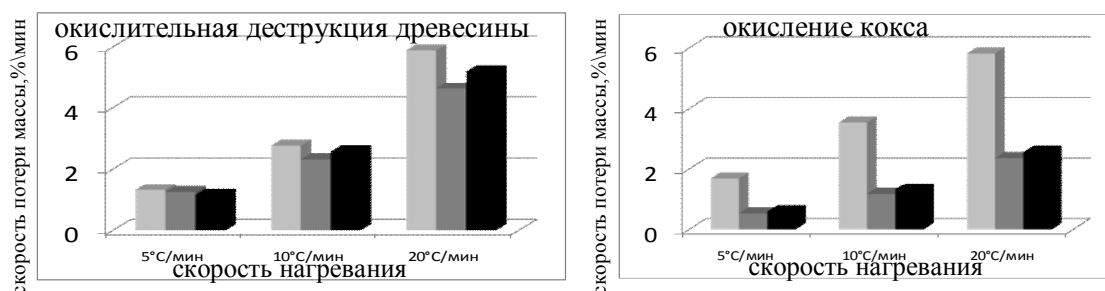 окислительная деструкция древесины
скорость потери массы,%\мин
6
4
2
0
5°С/мин
10°С/мин
20°С/мин
скорость нагревания
окисление кокса
скорость потери массы,%\мин
6
4
2
0
5°С/мин
10°С/мин
20°С/мин
скорость нагревания